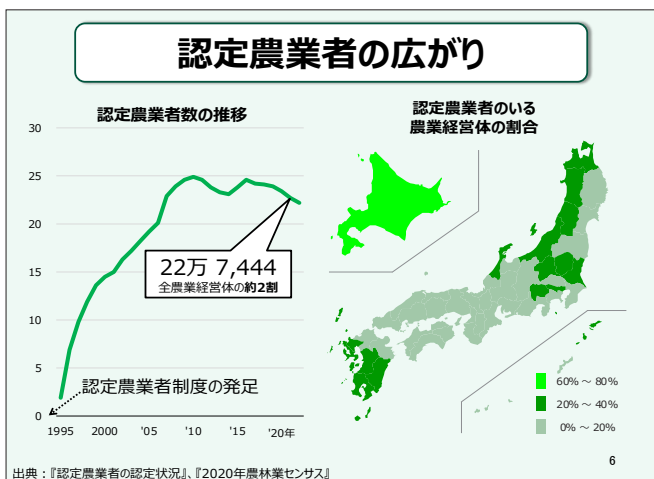 認定農業者の広がり
認定農業者数の推移
30
25
20
15
10
5
0
1995
2000
'05
'10
'15
'20年
22万 7,444
全農業経営体の約2割
認定農業者制度の発足
認定農業者のいる
農業経営体の割合
60% ～ 80%
20% ～ 40%
0% ～ 20%
出典：『認定農業者の認定状況』、『2020年農林業センサス』
6